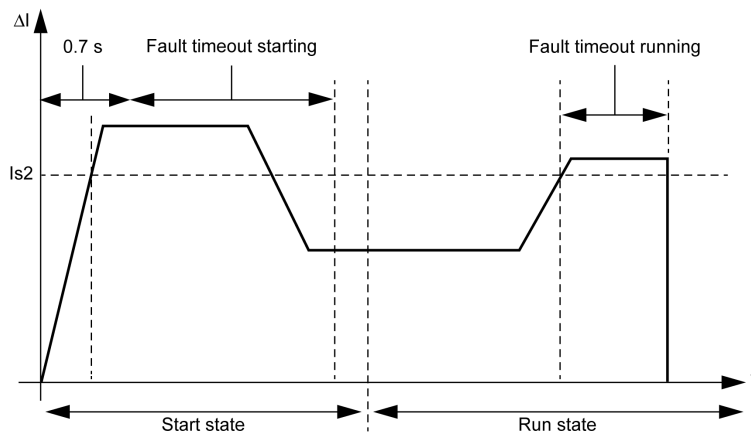 ΔI
0.7 s
Fault timeout starting
Fault timeout running
Is2
Start state
Run state